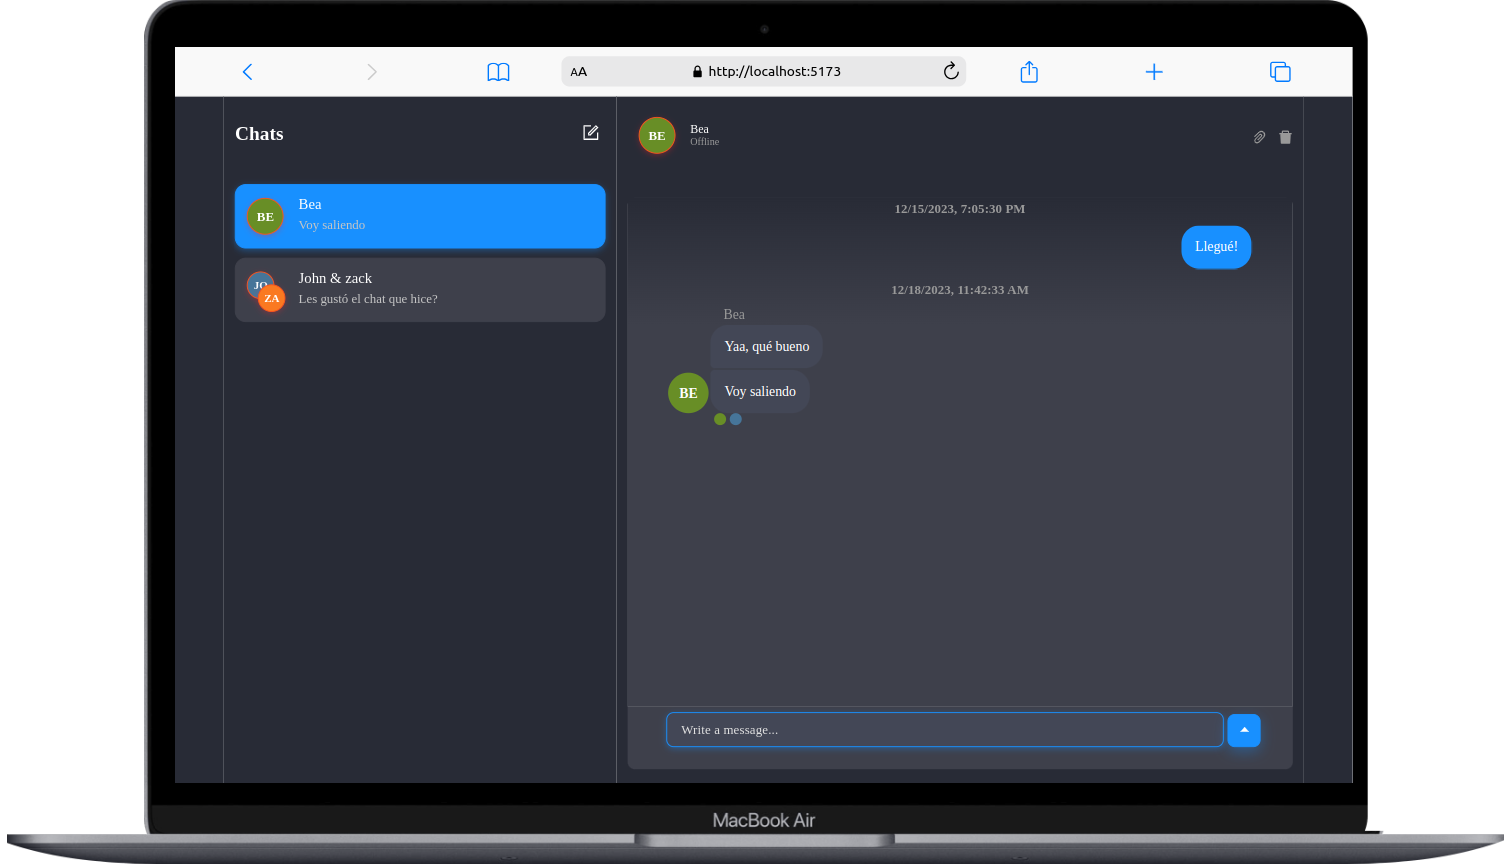 AA
http://localhost:5173
Chats
BE
Bea
Voy saliendo
JO
ZA
John & zack
Les gustó el chat que hice?
BE
Bea
Offline
12/15/2023, 7:05:30 PM
Llegué!
12/18/2023, 11:42:33 AM
Bea
Yaa, qué bueno
BE
Voy saliendo
Write a message...
MacBook Air